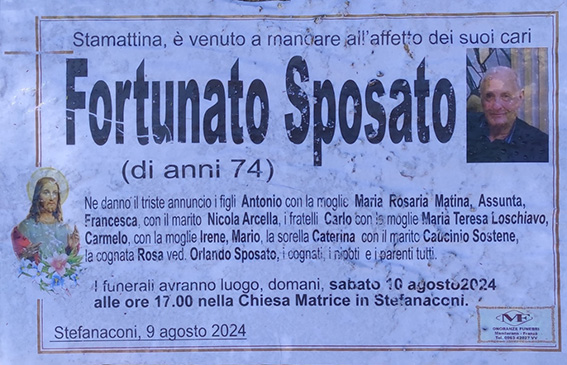 Stamattina, è venuto a mancare all'affetto dei suoi cari
Fortunato Sposato
(di anni 74)
Ne danno il triste annuncio i figli Antonio con la moglie Maria Rosaria Matina, Assunta,
Francesca, con il marito Nicola Arcella, i fratelli Carlo con la moglie Maria Teresa Loschiavo,
Carmelo, con la moglie Irene, Mario, la sorella Caterina con il marito Caucinio Sostene,
la cognata Rosa ved. Orlando Sposato, i cognati, i nipoti e i parenti tutti.
I funerali avranno luogo, domani, sabato 10 agosto2024
alle ore 17.00 nella Chiesa Matrice in Stefanaconi.
Stefanaconi, 9 agosto 2024
MF
ONORANZE FUNEBRI